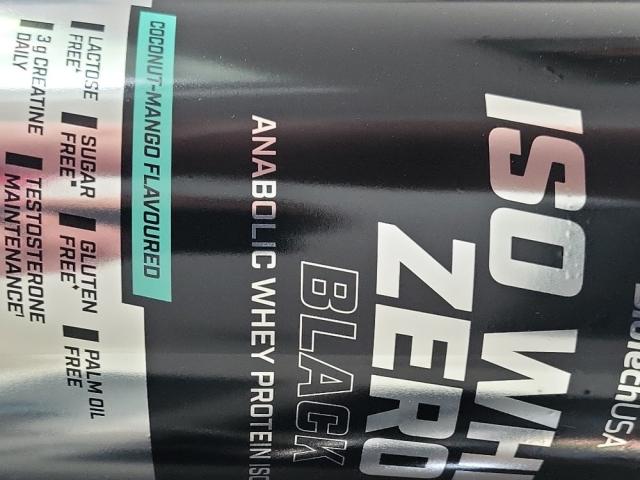 BioTechUSA
ISO WH
ZERO
BLACK
ANABOLIC WHEY PROTEIN ISO
COCONUT-MANGO FLAVOURED
LACTOSE FREE* SUGAR FREE* GLUTEN FREE* PALM OIL FREE*
3 g CREATINE DAILY TESTOSTERONE MAINTENANCE¹